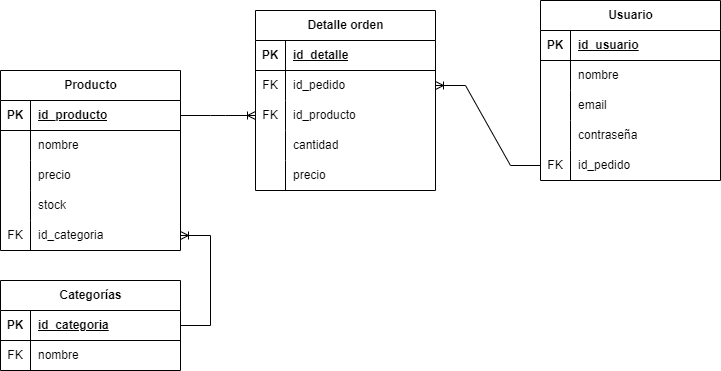 Detalle orden
PK id_detalle
FK id_pedido
FK id_producto
cantidad
precio
Usuario
PK id_usuario
nombre
email
contraseña
FK id_pedido
Producto
PK id_producto
nombre
precio
stock
FK id_categoria
Categorías
PK id_categoria
FK nombre